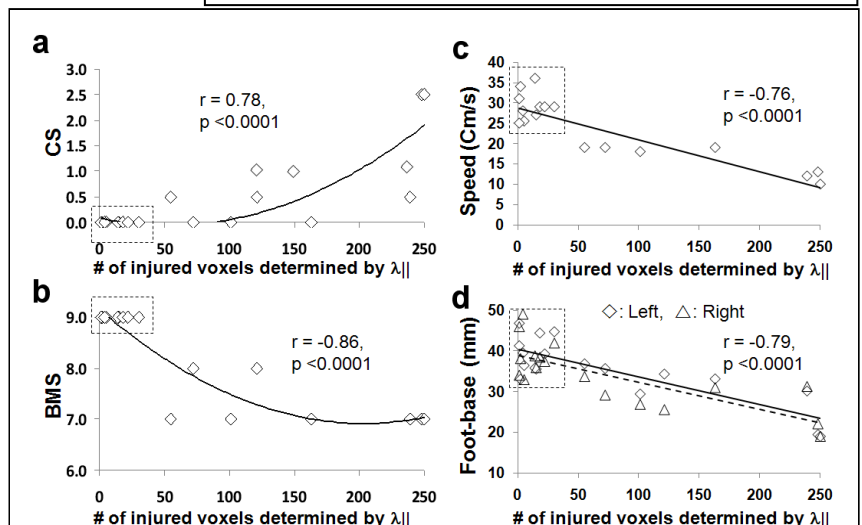 a
3.0
2.5
2.0
1.5
1.0
0.5
0.0
CS
r = 0.78,
p <0.0001
0 50 100 150 200 250
# of injured voxels determined by λ||
b
9.0
8.0
7.0
6.0
BMS
r = -0.86,
p <0.0001
0 50 100 150 200 250
# of injured voxels determined by λ||
c
40
35
30
25
20
15
10
5
0
Speed (Cm/s)
r = -0.76,
p <0.0001
0 50 100 150 200 250
# of injured voxels determined by λ||
d
50
40
30
20
10
Foot-base (mm)
◇: Left, △: Right
r = -0.79,
p <0.0001
0 50 100 150 200 250
# of injured voxels determined by λ||